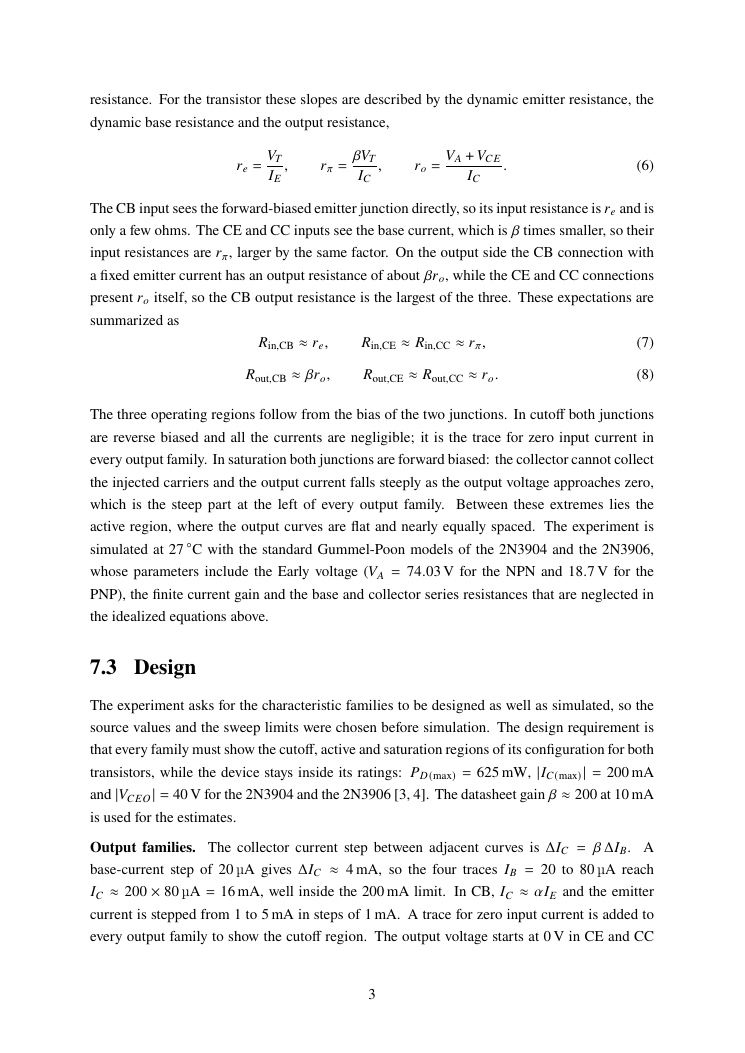 resistance. For the transistor these slopes are described by the dynamic emitter resistance, the
dynamic base resistance and the output resistance,
r_e = V_T / I_E, r_π = βV_T / I_C, r_o = (V_A + V_CE) / I_C. (6)
The CB input sees the forward-biased emitter junction directly, so its input resistance is r_e and is
only a few ohms. The CE and CC inputs see the base current, which is β times smaller, so their
input resistances are r_π, larger by the same factor. On the output side the CB connection with
a fixed emitter current has an output resistance of about βr_o, while the CE and CC connections
present r_o itself, so the CB output resistance is the largest of the three. These expectations are
summarized as
R_in,CB ≈ r_e, R_in,CE ≈ R_in,CC ≈ r_π, (7)
R_out,CB ≈ βr_o, R_out,CE ≈ R_out,CC ≈ r_o. (8)
The three operating regions follow from the bias of the two junctions. In cutoff both junctions
are reverse biased and all the currents are negligible; it is the trace for zero input current in
every output family. In saturation both junctions are forward biased: the collector cannot collect
the injected carriers and the output current falls steeply as the output voltage approaches zero,
which is the steep part at the left of every output family. Between these extremes lies the
active region, where the output curves are flat and nearly equally spaced. The experiment is
simulated at 27 °C with the standard Gummel-Poon models of the 2N3904 and the 2N3906,
whose parameters include the Early voltage (V_A = 74.03 V for the NPN and 18.7 V for the
PNP), the finite current gain and the base and collector series resistances that are neglected in
the idealized equations above.
7.3 Design
The experiment asks for the characteristic families to be designed as well as simulated, so the
source values and the sweep limits were chosen before simulation. The design requirement is
that every family must show the cutoff, active and saturation regions of its configuration for both
transistors, while the device stays inside its ratings: P_D(max) = 625 mW, |I_C(max)| = 200 mA
and |V_CEO| = 40 V for the 2N3904 and the 2N3906 [3, 4]. The datasheet gain β ≈ 200 at 10 mA
is used for the estimates.
Output families. The collector current step between adjacent curves is ΔI_C = β ΔI_B. A
base-current step of 20 µA gives ΔI_C ≈ 4 mA, so the four traces I_B = 20 to 80 µA reach
I_C ≈ 200 × 80 µA = 16 mA, well inside the 200 mA limit. In CB, I_C ≈ αI_E and the emitter
current is stepped from 1 to 5 mA in steps of 1 mA. A trace for zero input current is added to
every output family to show the cutoff region. The output voltage starts at 0 V in CE and CC
3